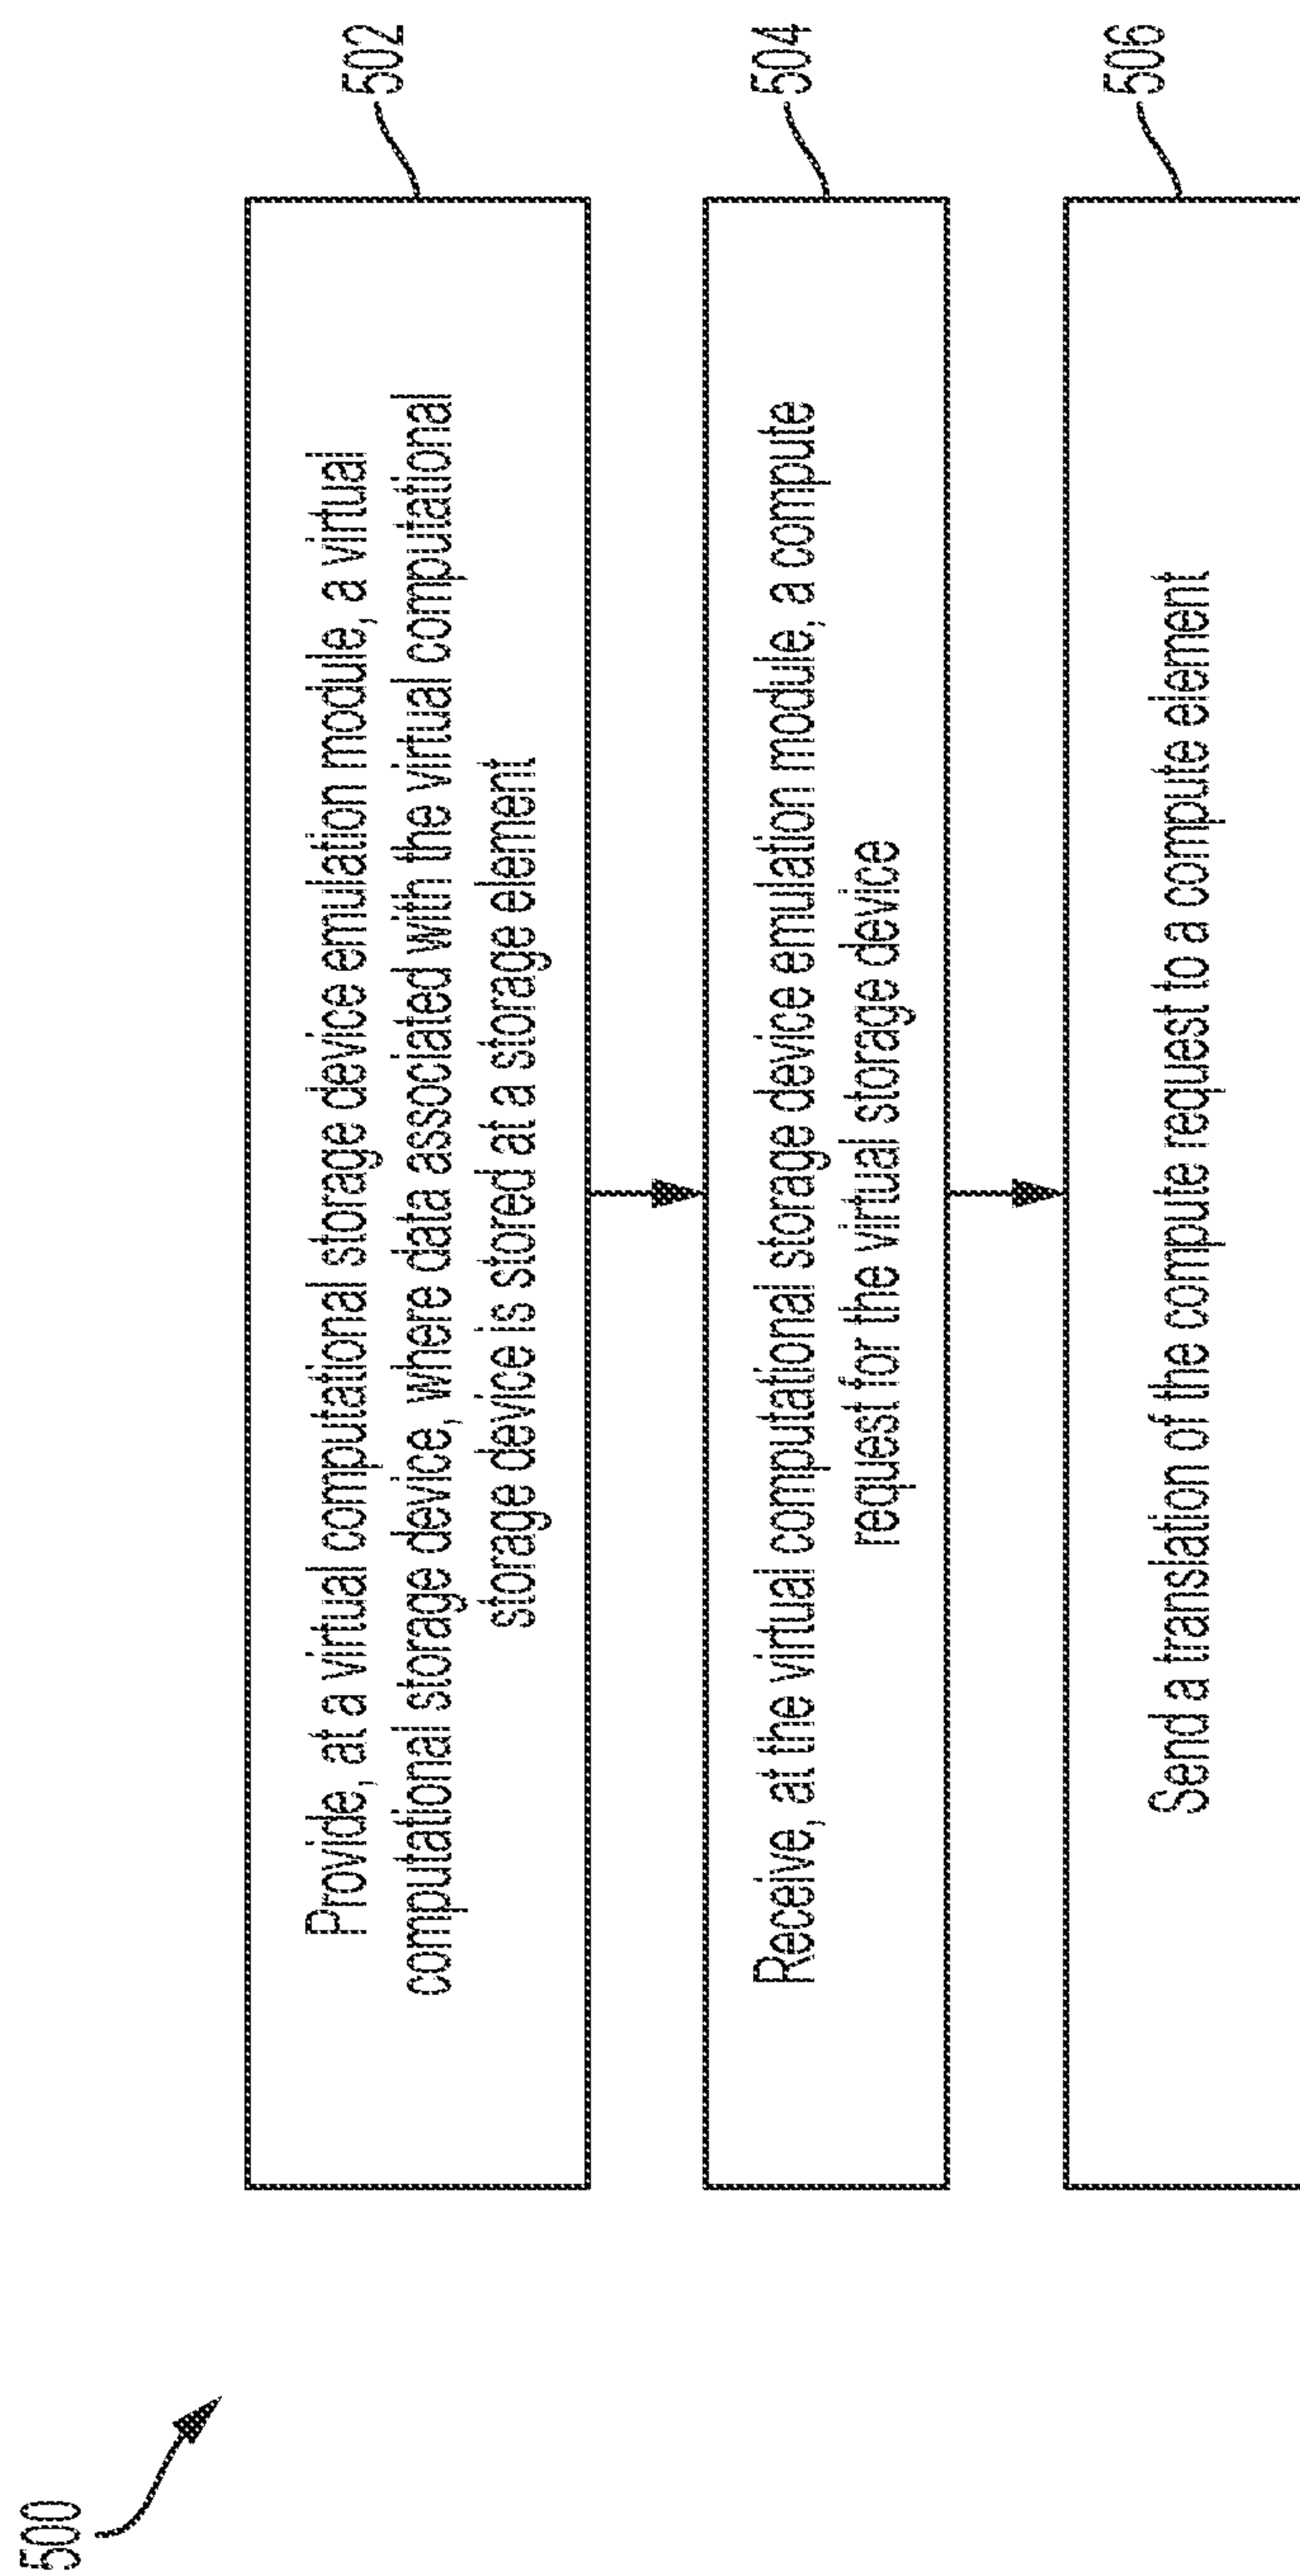 500
502
Provide, at a virtual computational storage device emulation module, a virtual
computational storage device, where data associated with the virtual computational
storage device is stored at a storage element
504
Receive, at the virtual computational storage device emulation module, a compute
request for the virtual storage device
506
Send a translation of the compute request to a compute element